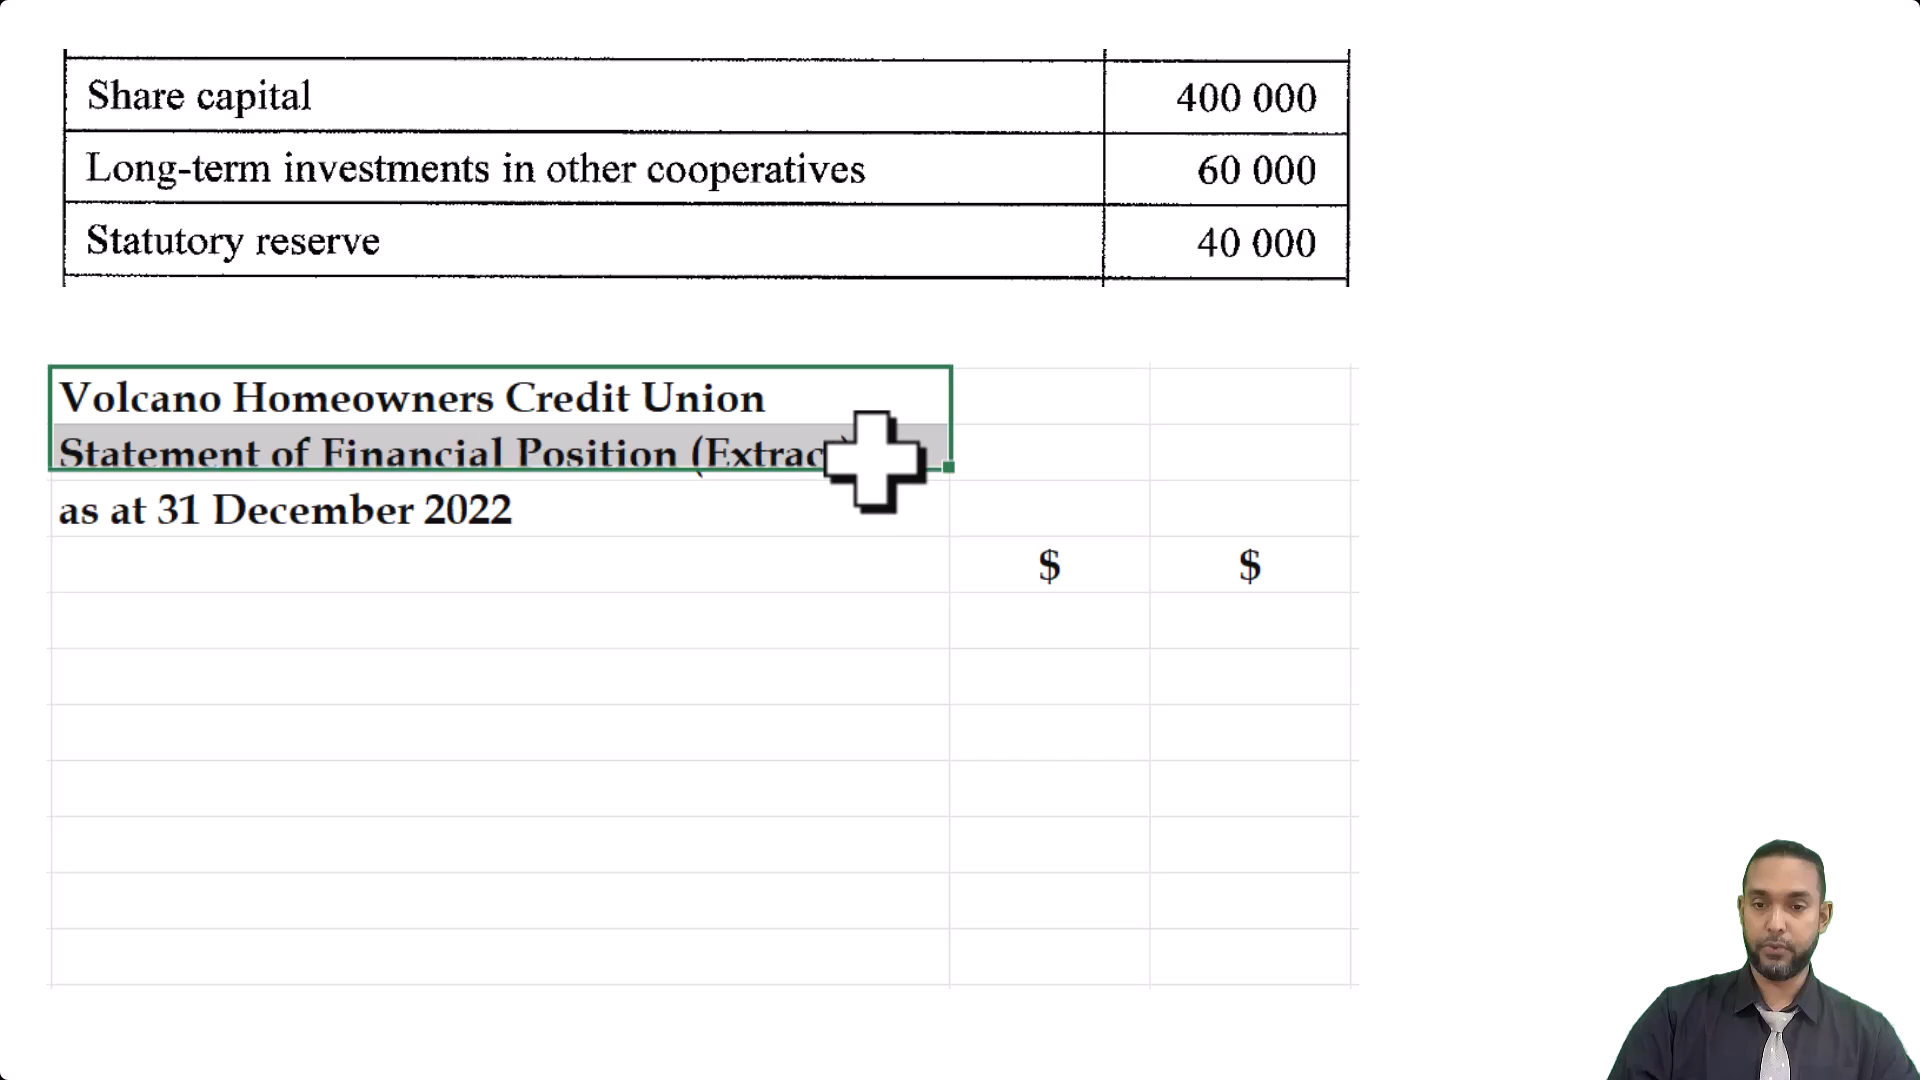 Share capital 400 000
Long-term investments in other cooperatives 60 000
Statutory reserve 40 000
Volcano Homeowners Credit Union
Statement of Financial Position
as at 31 December 2022
$ $